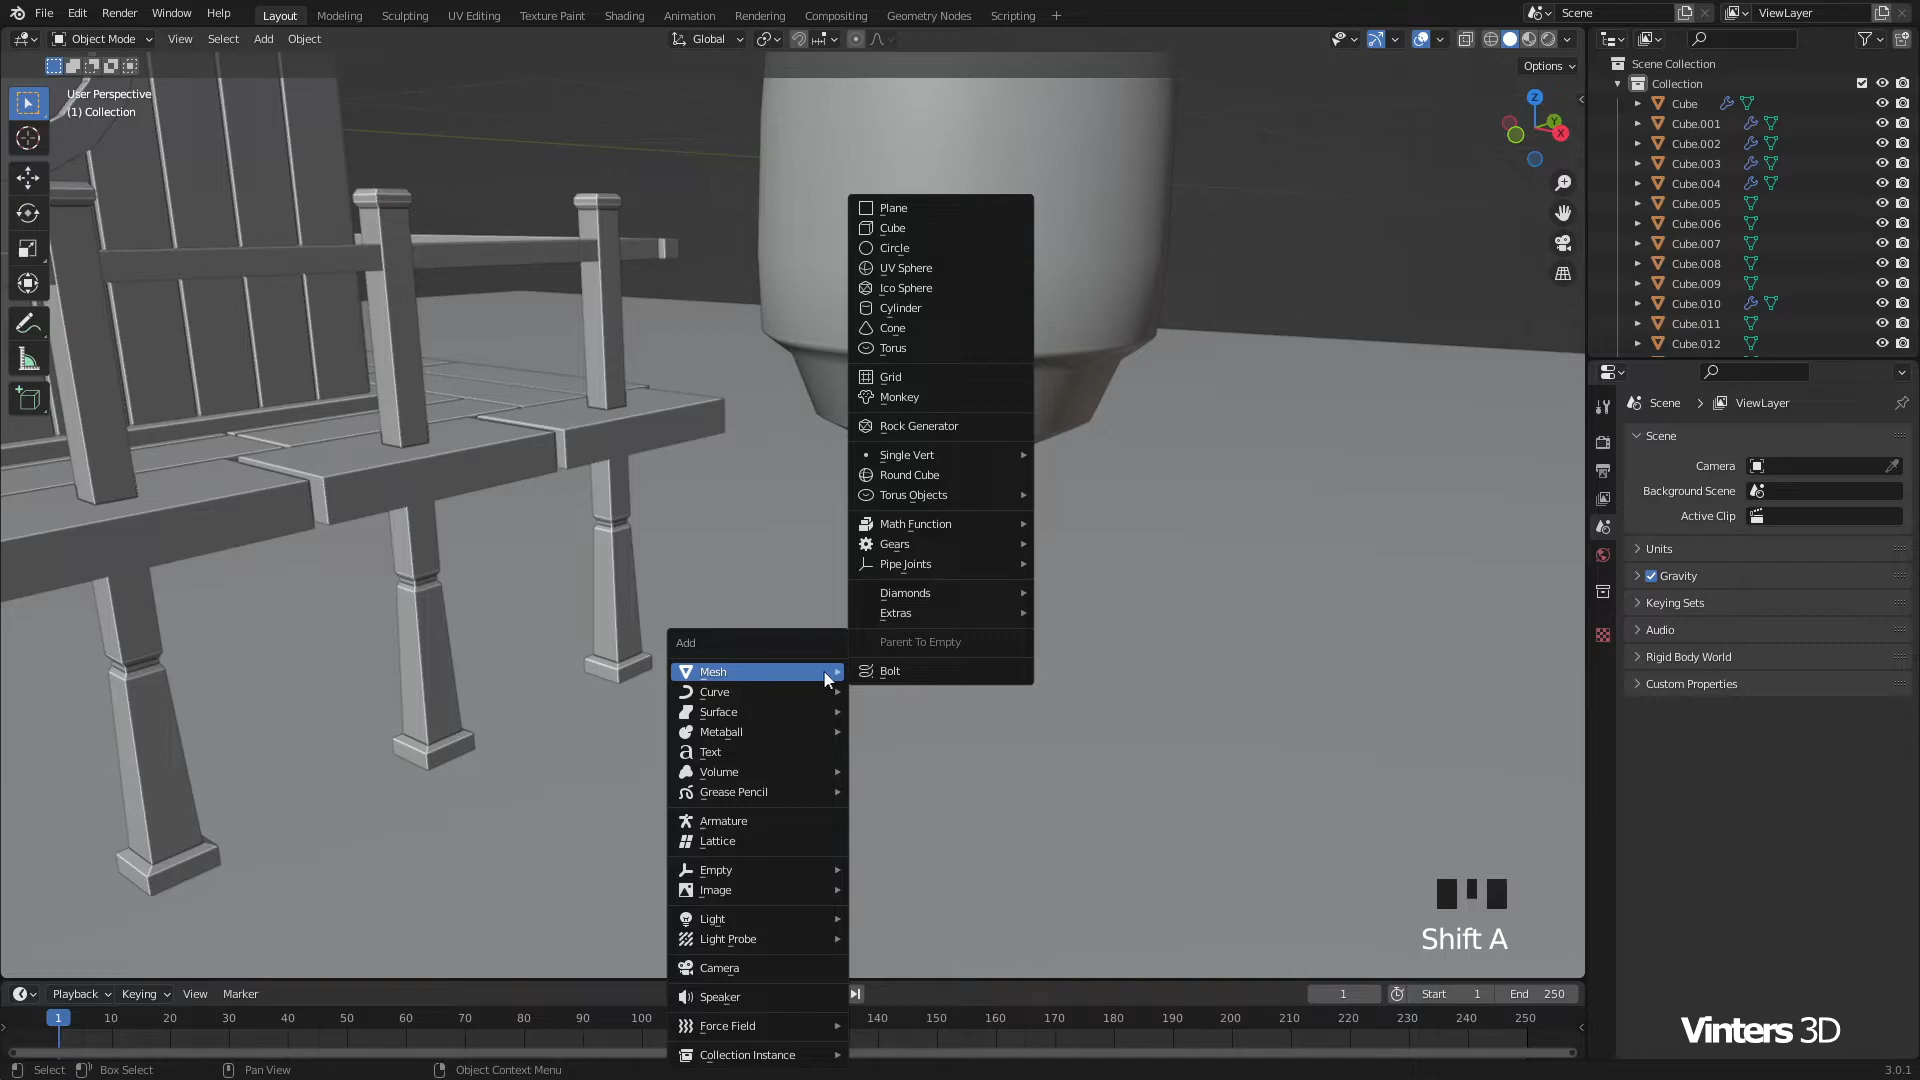 File Edit Render Window Help
Layout Modeling Sculpting UV Editing Texture Paint Shading Animation Rendering Compositing Geometry Nodes Scripting +
Scene
ViewLayer
Object Mode View Select Add Object
Global
Options
User Perspective
(1) Collection
Z
Y
X
Plane
Cube
Circle
UV Sphere
Ico Sphere
Cylinder
Cone
Torus
Grid
Monkey
Rock Generator
Single Vert
Round Cube
Torus Objects
Math Function
Gears
Pipe Joints
Diamonds
Extras
Parent To Empty
Bolt
Add
Mesh
Curve
Surface
Metaball
Text
Volume
Grease Pencil
Armature
Lattice
Empty
Image
Light
Light Probe
Camera
Speaker
Force Field
Collection Instance
Shift A
Scene Collection
Collection
Cube
Cube.001
Cube.002
Cube.003
Cube.004
Cube.005
Cube.006
Cube.007
Cube.008
Cube.009
Cube.010
Cube.011
Cube.012
Scene > ViewLayer
Scene
Camera
Background Scene
Active Clip
Units
Gravity
Keying Sets
Audio
Rigid Body World
Custom Properties
Playback Keying View Marker
1 Start 1 End 250
1 10 20 30 40 50 60 70 80 90 100 140 150 160 170 180 190 200 210 220 230 240 250
Vinters 3D
Select Box Select Pan View Object Context Menu
3.0.1